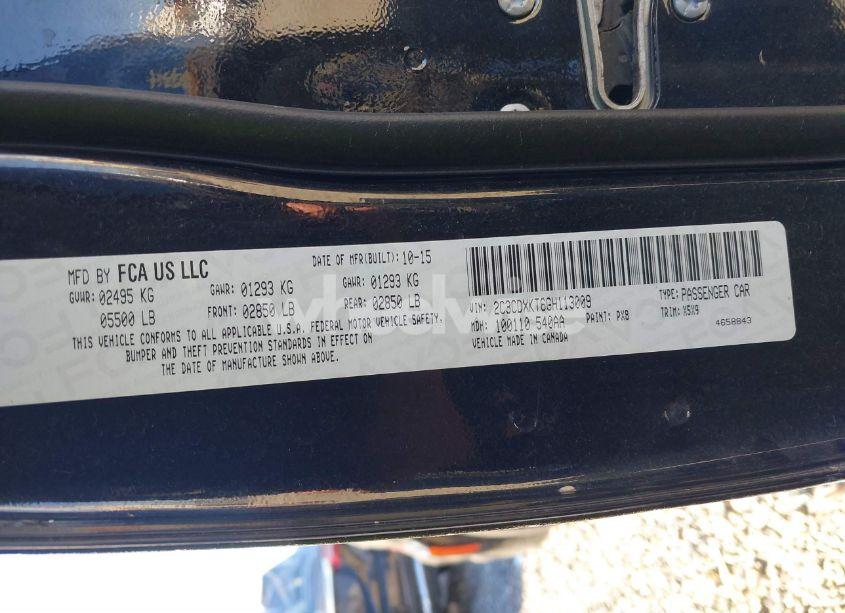 MFD BY FCA US LLC
DATE OF MFR(BUILT): 10-15
GVWR: 02495 KG GAWR: 01293 KG GAWR: 01293 KG
05500 LB FRONT: 02850 LB REAR: 02850 LB
THIS VEHICLE CONFORMS TO ALL APPLICABLE U.S.A. FEDERAL MOTOR VEHICLE SAFETY,
BUMPER AND THEFT PREVENTION STANDARDS IN EFFECT ON
THE DATE OF MANUFACTURE SHOWN ABOVE.
VIN: 2C3CDXKT6GH113009 TYPE: PASSENGER CAR
MDH: 100110 540AA PAINT: PX8 TRIM: X5X9
VEHICLE MADE IN CANADA
4658843